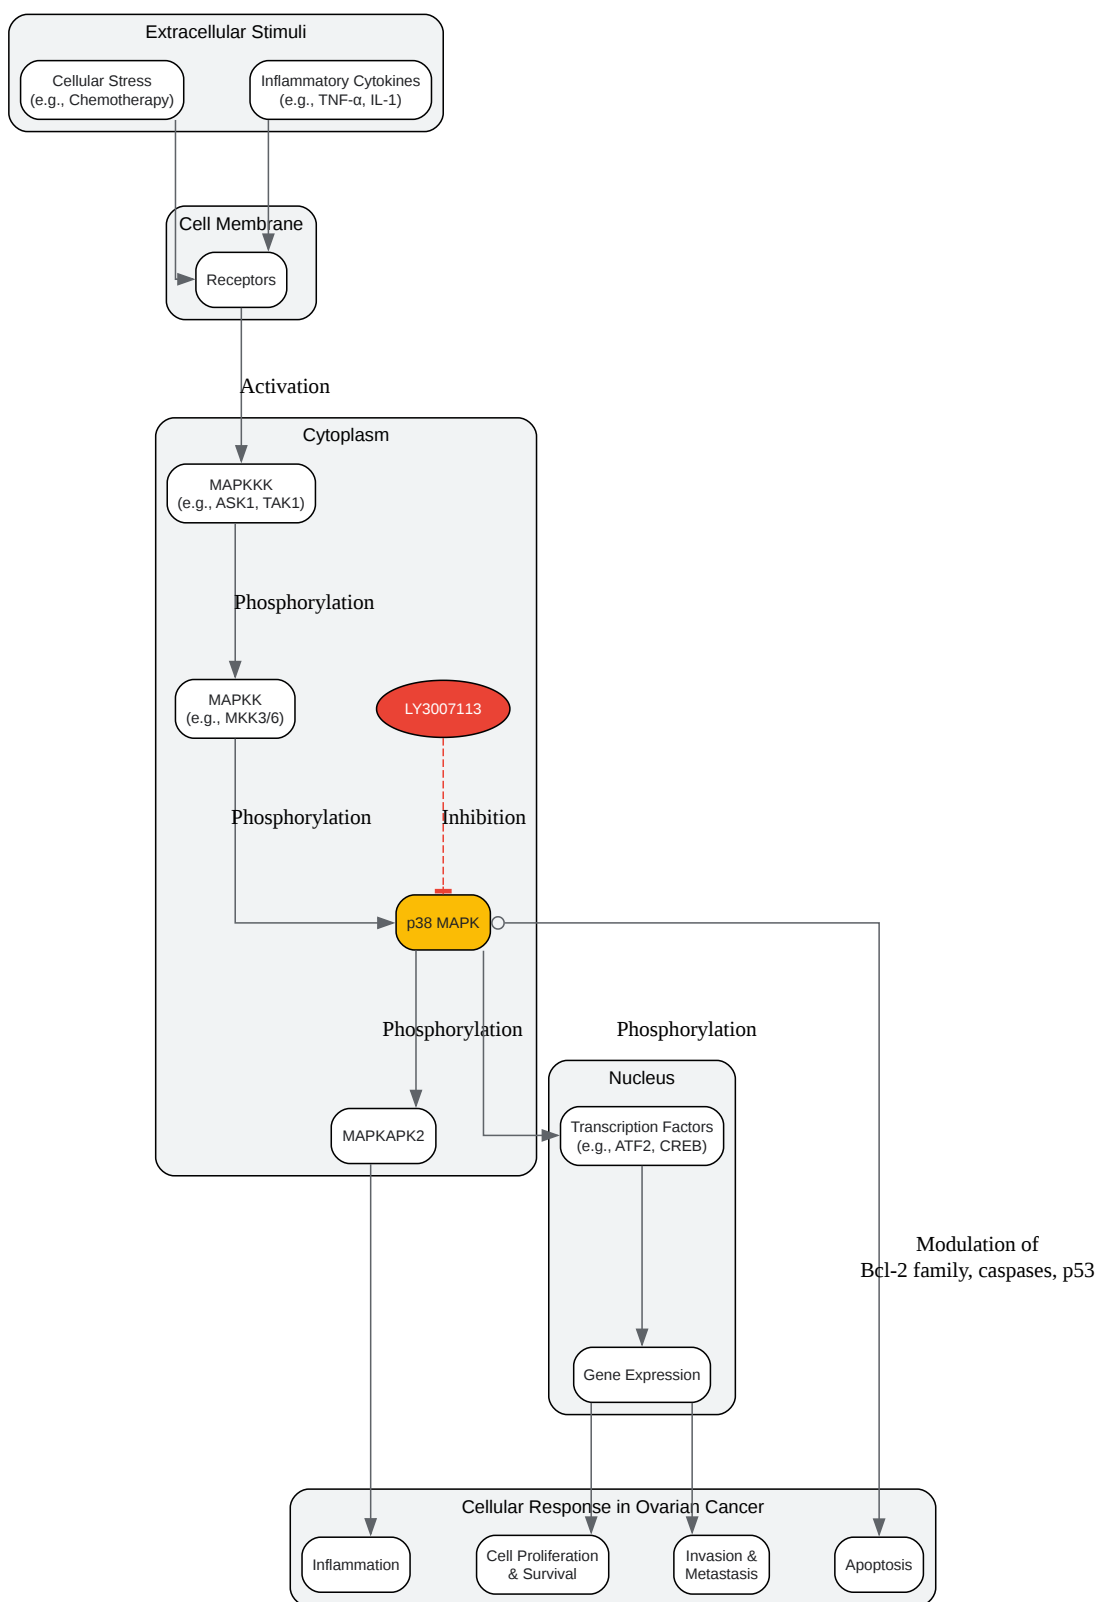 Extracellular Stimuli
Cellular Stress
(e.g., Chemotherapy)
Inflammatory Cytokines
(e.g., TNF-α, IL-1)
Cell Membrane
Receptors
Activation
Cytoplasm
MAPKKK
(e.g., ASK1, TAK1)
Phosphorylation
MAPKK
(e.g., MKK3/6)
LY3007113
Phosphorylation
Inhibition
p38 MAPK
Phosphorylation
Phosphorylation
Nucleus
MAPKAPK2
Transcription Factors
(e.g., ATF2, CREB)
Modulation of
Bcl-2 family, caspases, p53
Gene Expression
Cellular Response in Ovarian Cancer
Inflammation
Cell Proliferation
& Survival
Invasion &
Metastasis
Apoptosis